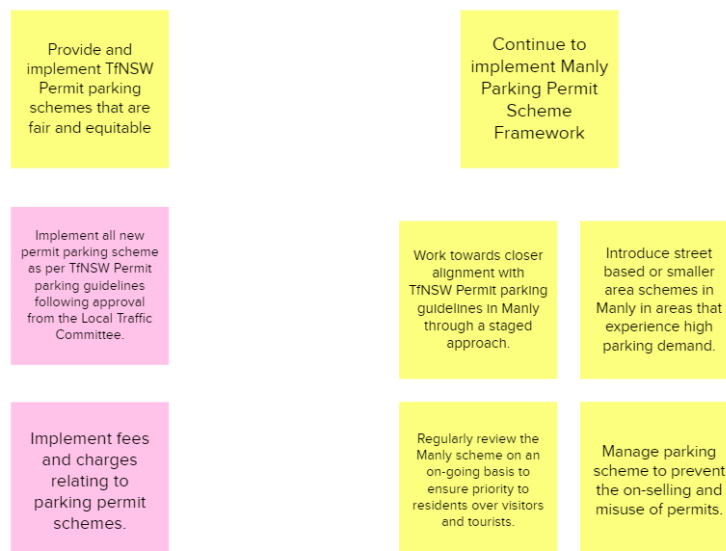 Provide and
implement TfNSW
Permit parking
schemes that are
fair and equitable
Continue to
implement Manly
Parking Permit
Scheme
Framework
Implement all new
permit parking scheme
as per TfNSW Permit
parking guidelines
following approval
from the Local Traffic
Committee.
Work towards closer
alignment with
TfNSW Permit parking
guidelines in Manly
through a staged
approach.
Introduce street
based or smaller
area schemes in
Manly in areas that
experience high
parking demand.
Implement fees
and charges
relating to
parking permit
schemes.
Regularly review the
Manly scheme on an
on-going basis to
ensure priority to
residents over visitors
and tourists.
Manage parking
scheme to prevent
the on-selling and
misuse of permits.